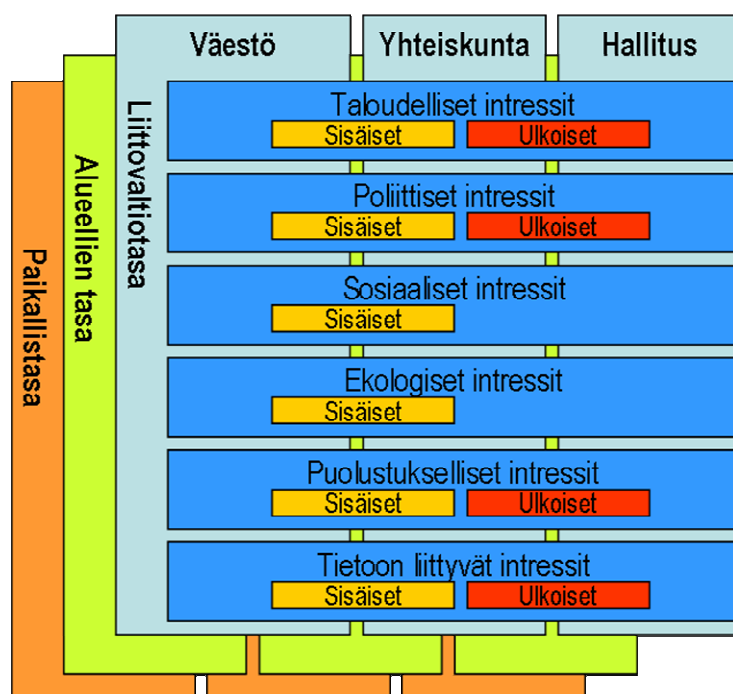 Väestö Yhteiskunta Hallitus
Liittovaltiotasa
Alueellien tasa
Paikallistasa
Taloudelliset intressit
Sisäiset Ulkoiset
Poliittiset intressit
Sisäiset Ulkoiset
Sosiaaliset intressit
Sisäiset
Ekologiset intressit
Sisäiset
Puolustukselliset intressit
Sisäiset Ulkoiset
Tietoon liittyvät intressit
Sisäiset Ulkoiset